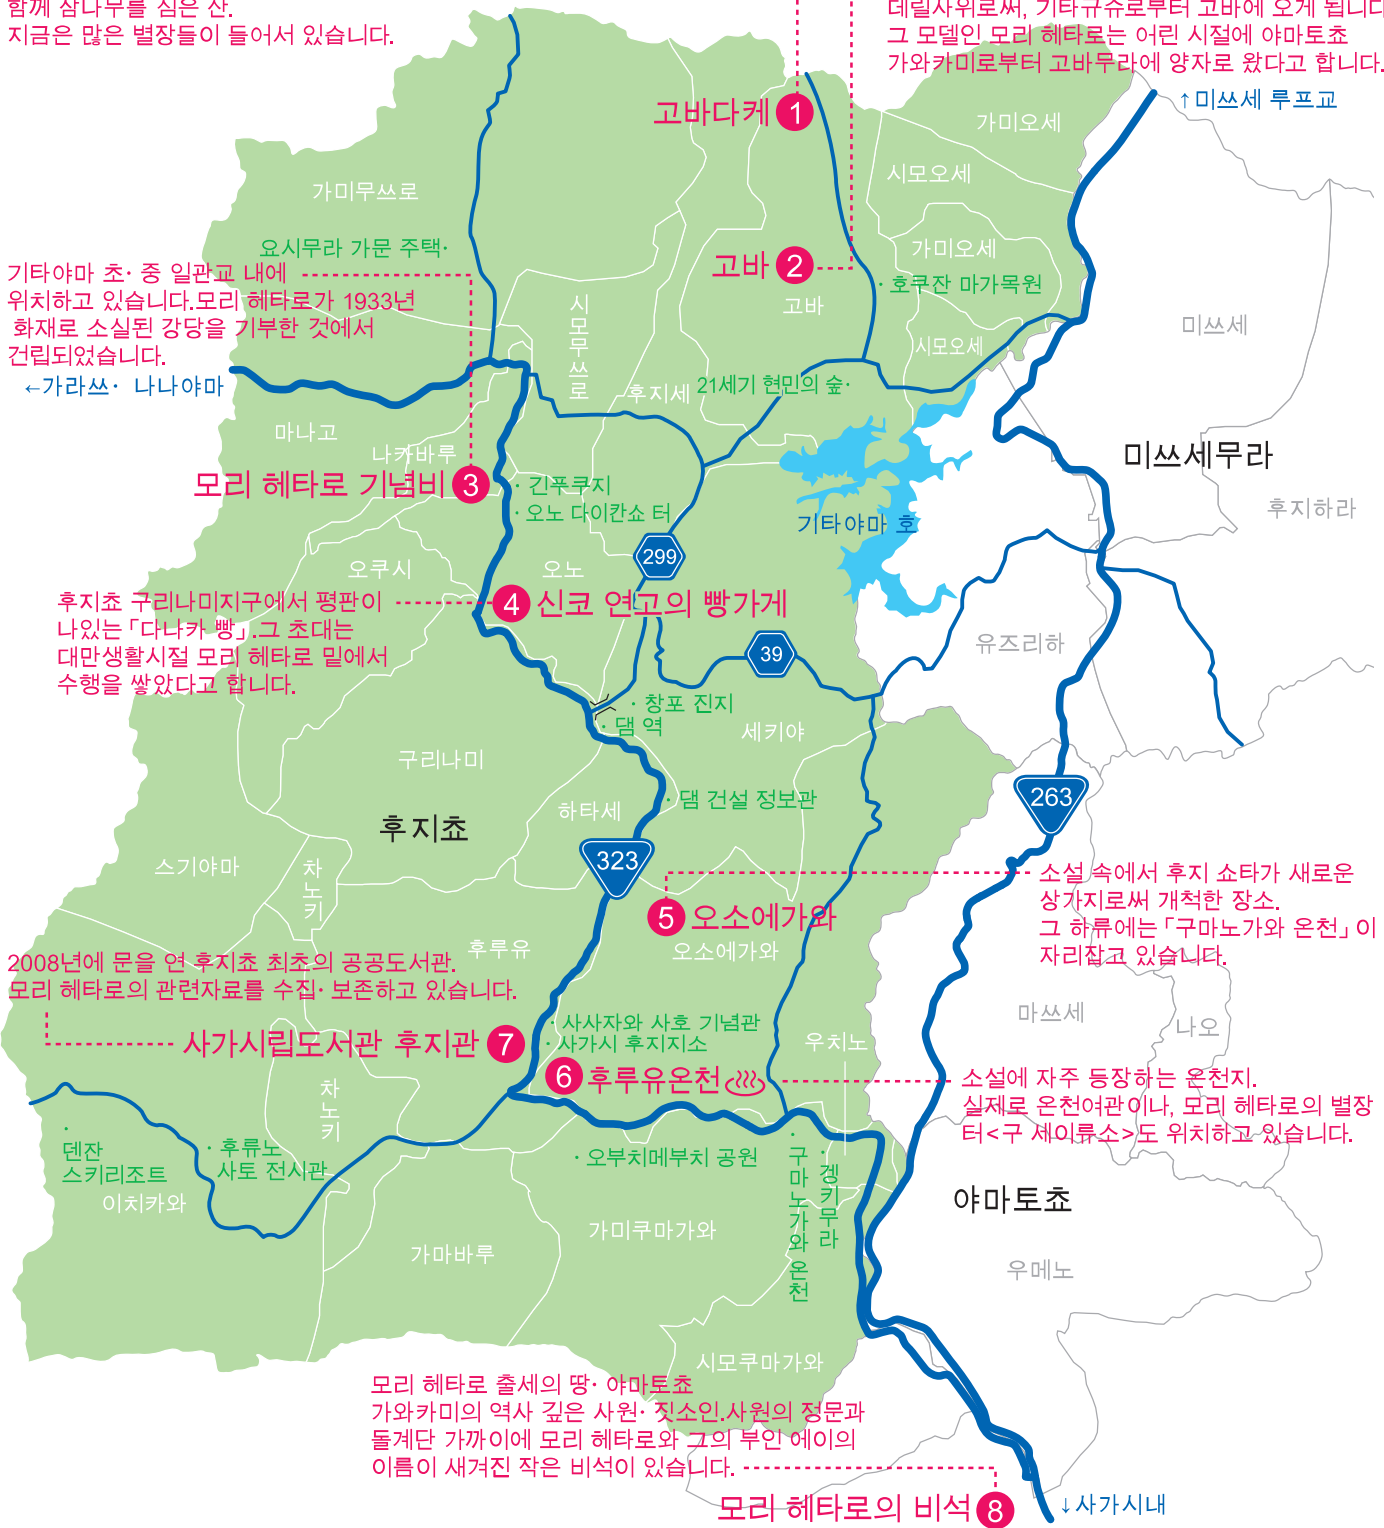 함께 삼나무를 심은 산.
지금은 많은 별장들이 들어서 있습니다.
데릴사위로써, 기타규슈로부터 고바에 오게 됩니다
그 모델인 모리 헤타로는 어린 시절에 야마토쵸
가와카미로부터 고바무라에 양자로 왔다고 합니다.
↑미쓰세 루프교
고바다케 1
가미오세
시모오세
가미무쓰로
요시무라 가문 주택·
가미오세
고바 2
·호쿠잔 마가목원
고바
기타야마 초·중 일관교 내에
위치하고 있습니다.모리 헤타로가 1933년
화재로 소실된 강당을 기부한 것에서
건립되었습니다.
시모무쓰로
미쓰세
시모오세
←가라쓰· 나나야마
후지세
21세기 현민의 숲·
마나고
나카바루
미쓰세무라
모리 헤타로 기념비 3
·긴푸쿠지
·오노 다이칸쇼 터
기타야마 호
후지하라
299
오쿠시
오노
후지쵸 구리나미지구에서 평판이
나있는 「다나카 빵」.그 초대는
대만생활시절 모리 헤타로 밑에서
수행을 쌓았다고 합니다.
4 신코 연고의 빵가게
39
유즈리하
·창포 진지
·댐 역
세키야
구리나미
하타세
·댐 건설 정보관
263
후지쵸
323
스기야마
차노키
소설 속에서 후지 쇼타가 새로운
상가지로써 개척한 장소.
그 하류에는 「구마노가와 온천」이
자리잡고 있습니다.
5 오소에가와
오소에가와
후루유
2008년에 문을 연 후지쵸 최초의 공공도서관.
모리 헤타로의 관련자료를 수집·보존하고 있습니다.
마쓰세
나오
·사사자와 사호 기념관
·사가시 후지지소
우치노
사가시립도서관 후지관 7
6 후루유온천
소설에 자주 등장하는 온천지.
실제로 온천여관이나, 모리 헤타로의 별장
터<구 세이류소>도 위치하고 있습니다.
차노키
·덴잔
스키리조트
·후류노
사토 전시관
·오부치메부치 공원
·구마노가와 온천
·겡키무라
이치카와
야마토쵸
가미쿠마가와
가마바루
우메노
시모쿠마가와
모리 헤타로 출세의 땅· 야마토쵸
가와카미의 역사 깊은 사원· 짓소인.사원의 정문과
돌계단 가까이에 모리 헤타로와 그의 부인 에이의
이름이 새겨진 작은 비석이 있습니다.
모리 헤타로의 비석 8
↓사가시내